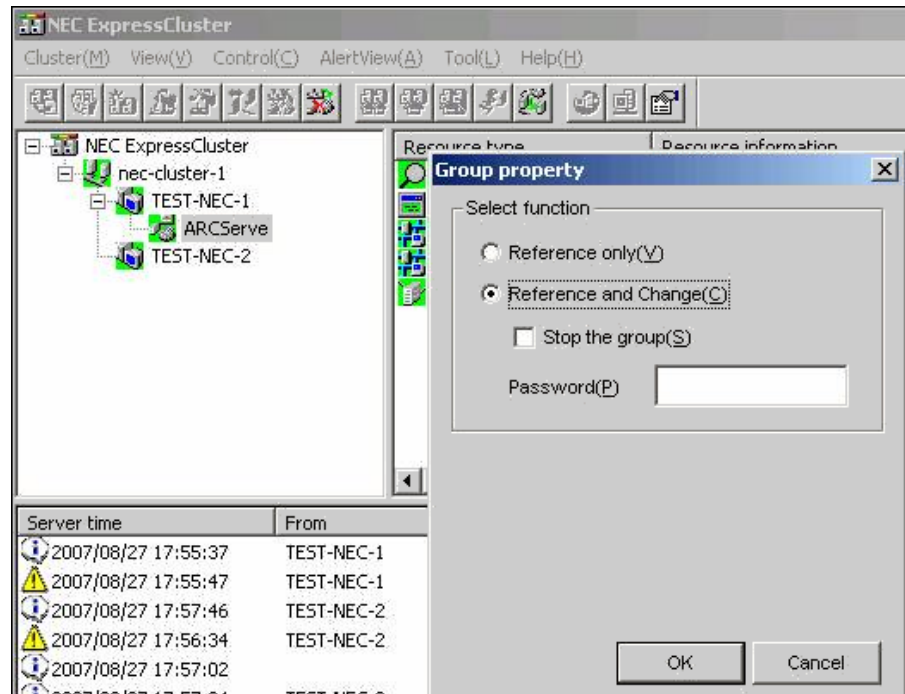 NEC ExpressCluster
Cluster(M) View(V) Control(C) AlertView(A) Tool(L) Help(H)
NEC ExpressCluster
nec-cluster-1
TEST-NEC-1
ARCServe
TEST-NEC-2
Resource type Resource information
Group property
Select function
Reference only(V)
Reference and Change(C)
Stop the group(S)
Password(P)
OK Cancel
Server time From
2007/08/27 17:55:37 TEST-NEC-1
2007/08/27 17:55:47 TEST-NEC-1
2007/08/27 17:57:46 TEST-NEC-2
2007/08/27 17:56:34 TEST-NEC-2
2007/08/27 17:57:02